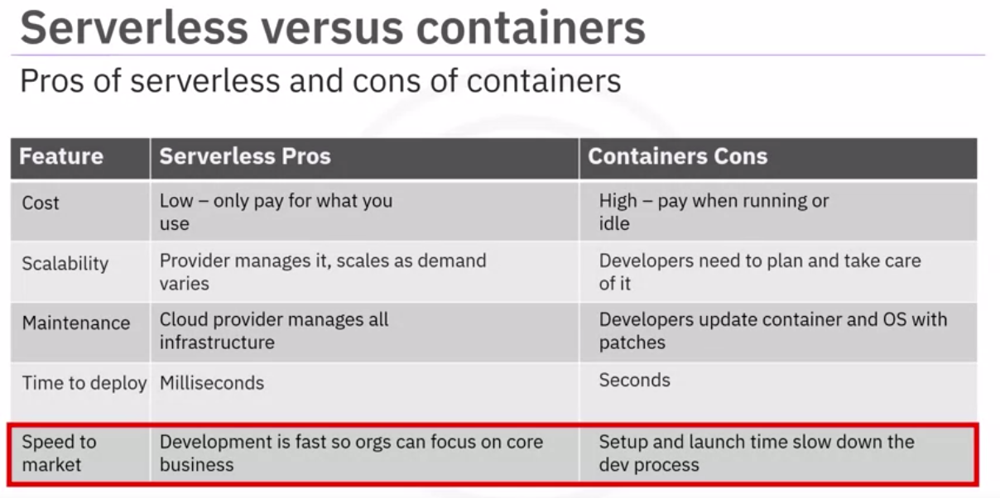 Serverless versus containers
Pros of serverless and cons of containers
Feature Serverless Pros Containers Cons
Cost Low – only pay for what you use High – pay when running or idle
Scalability Provider manages it, scales as demand varies Developers need to plan and take care of it
Maintenance Cloud provider manages all infrastructure Developers update container and OS with patches
Time to deploy Milliseconds Seconds
Speed to market Development is fast so orgs can focus on core business Setup and launch time slow down the dev process